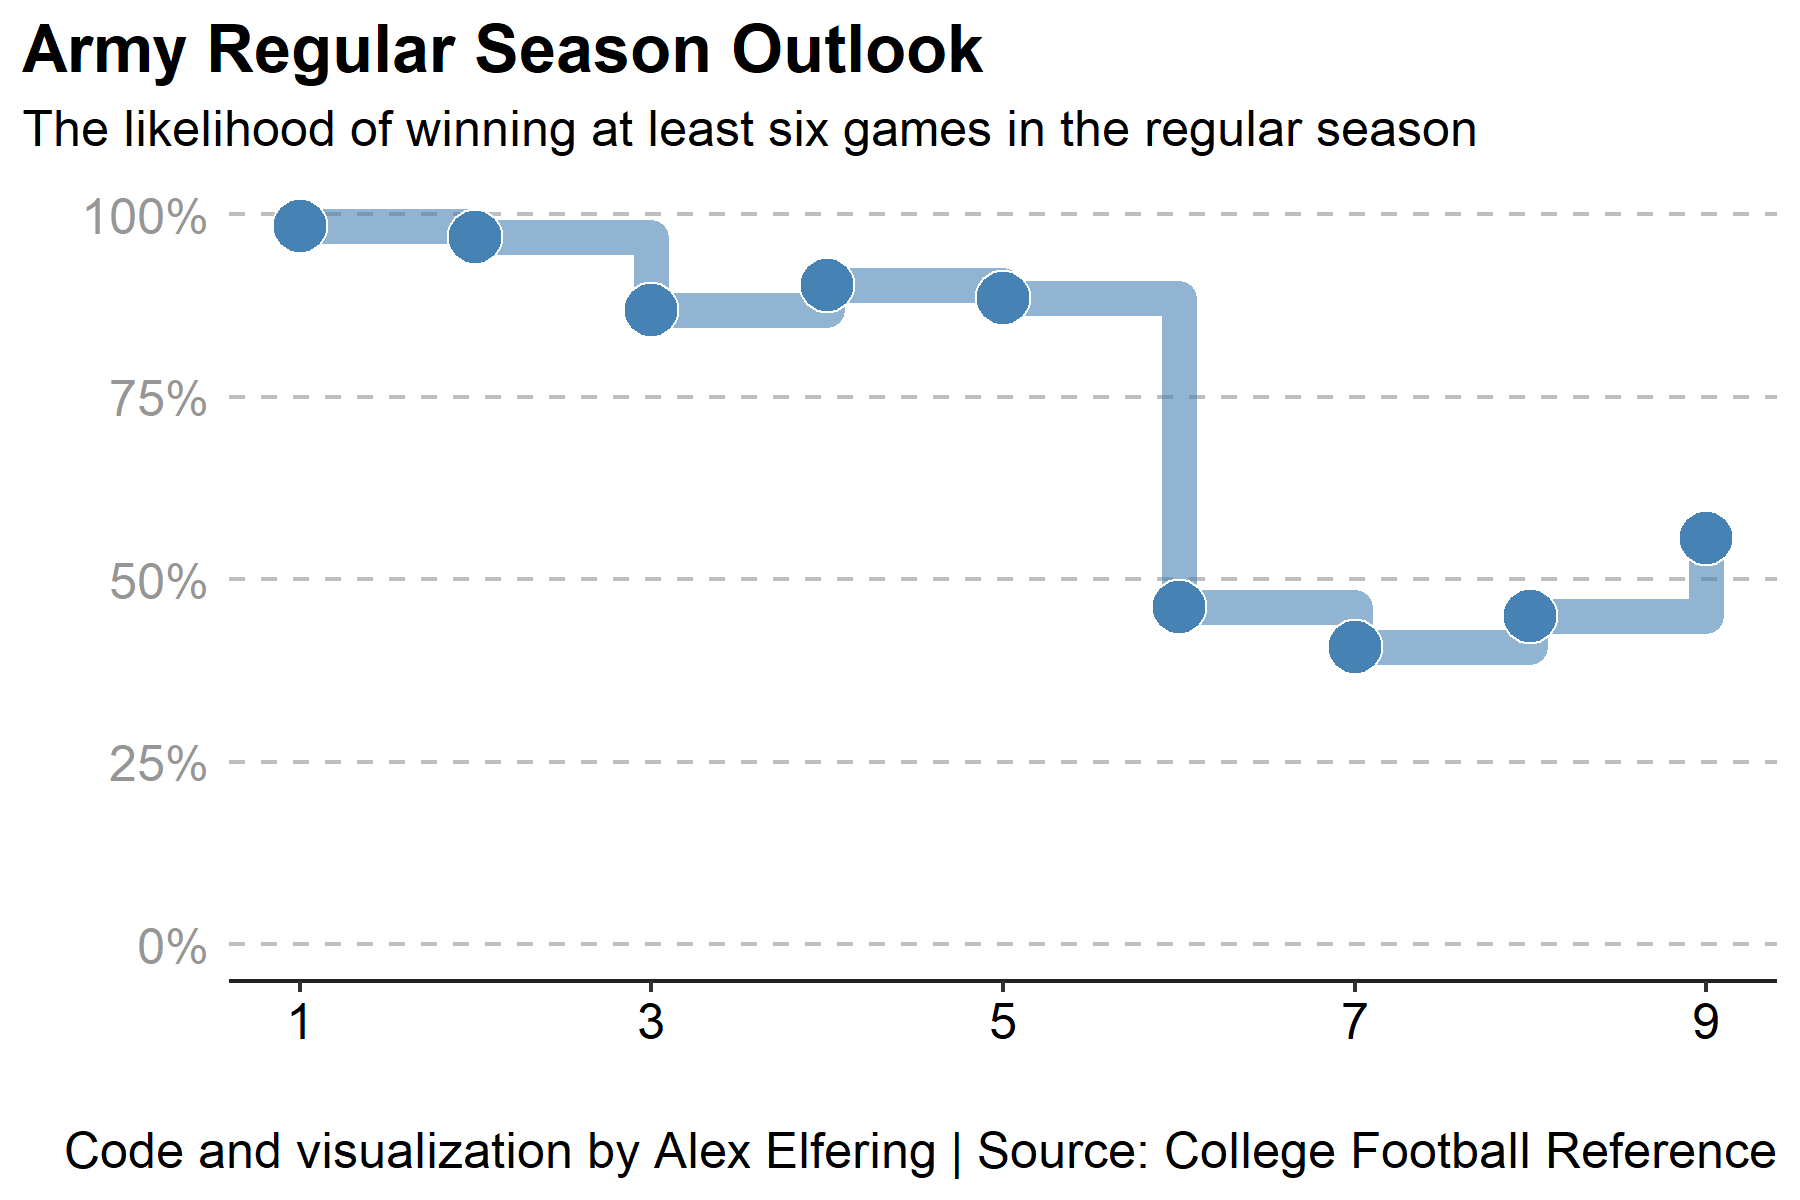 Army Regular Season Outlook
The likelihood of winning at least six games in the regular season
100%
75%
50%
25%
0%
1 3 5 7 9
Code and visualization by Alex Elfering | Source: College Football Reference